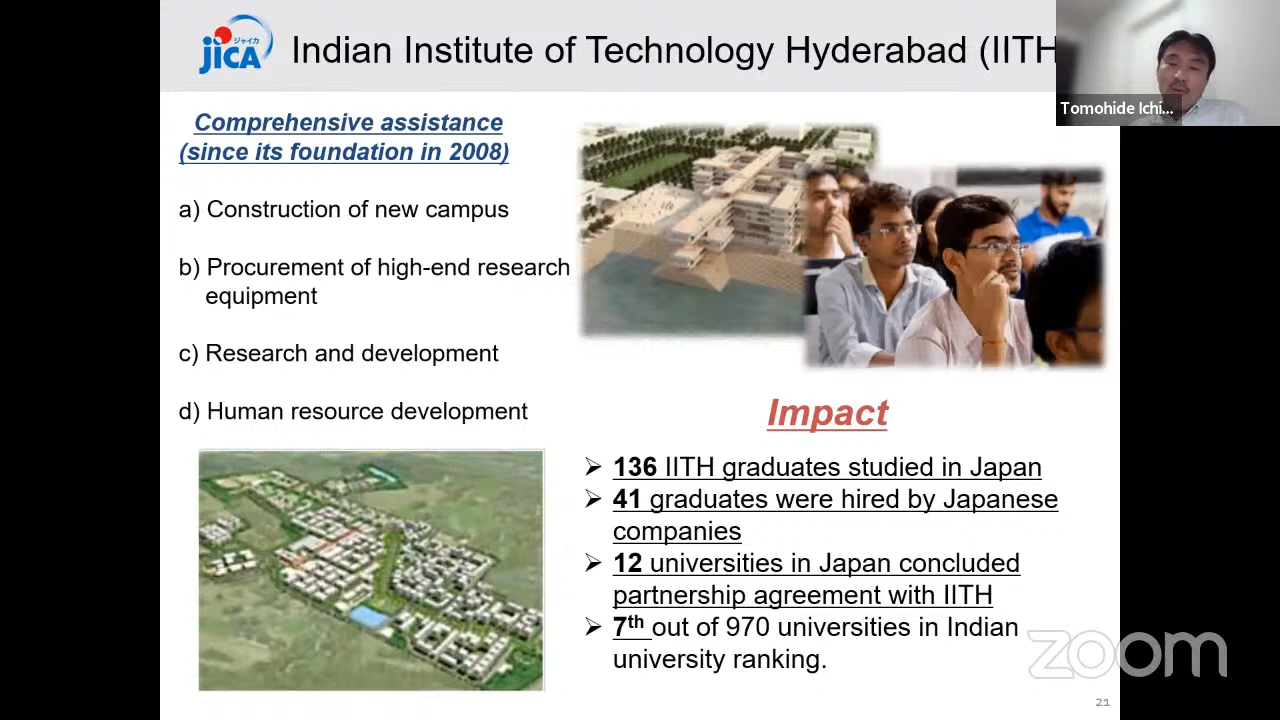 ジャイカ
JICA
Indian Institute of Technology Hyderabad (IITH
Tomohide Ichi...
Comprehensive assistance
(since its foundation in 2008)
a) Construction of new campus
b) Procurement of high-end research
equipment
c) Research and development
d) Human resource development
Impact
➢ 136 IITH graduates studied in Japan
➢ 41 graduates were hired by Japanese
companies
➢ 12 universities in Japan concluded
partnership agreement with IITH
➢ 7th out of 970 universities in Indian
university ranking.
zoom
21